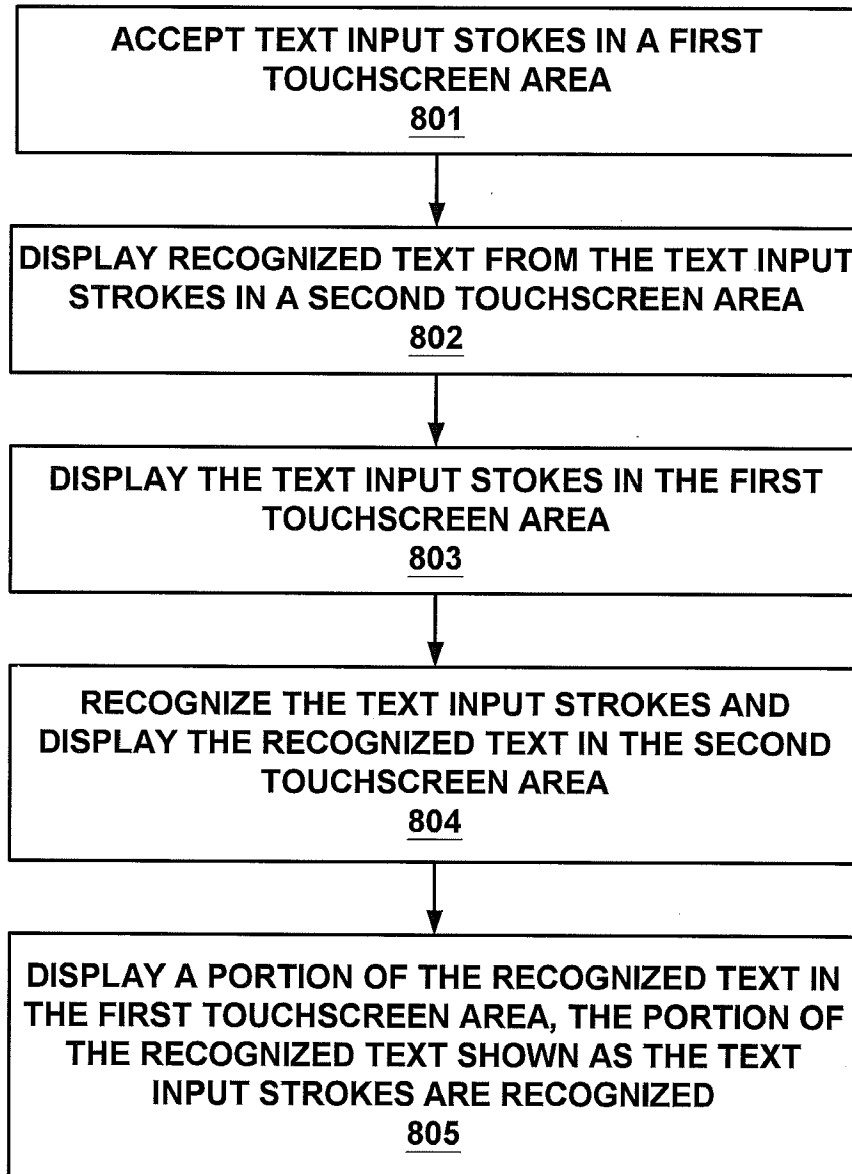 ACCEPT TEXT INPUT STOKES IN A FIRST
TOUCHSCREEN AREA
801
DISPLAY RECOGNIZED TEXT FROM THE TEXT INPUT
STROKES IN A SECOND TOUCHSCREEN AREA
802
DISPLAY THE TEXT INPUT STOKES IN THE FIRST
TOUCHSCREEN AREA
803
RECOGNIZE THE TEXT INPUT STROKES AND
DISPLAY THE RECOGNIZED TEXT IN THE SECOND
TOUCHSCREEN AREA
804
DISPLAY A PORTION OF THE RECOGNIZED TEXT IN
THE FIRST TOUCHSCREEN AREA, THE PORTION OF
THE RECOGNIZED TEXT SHOWN AS THE TEXT
INPUT STROKES ARE RECOGNIZED
805